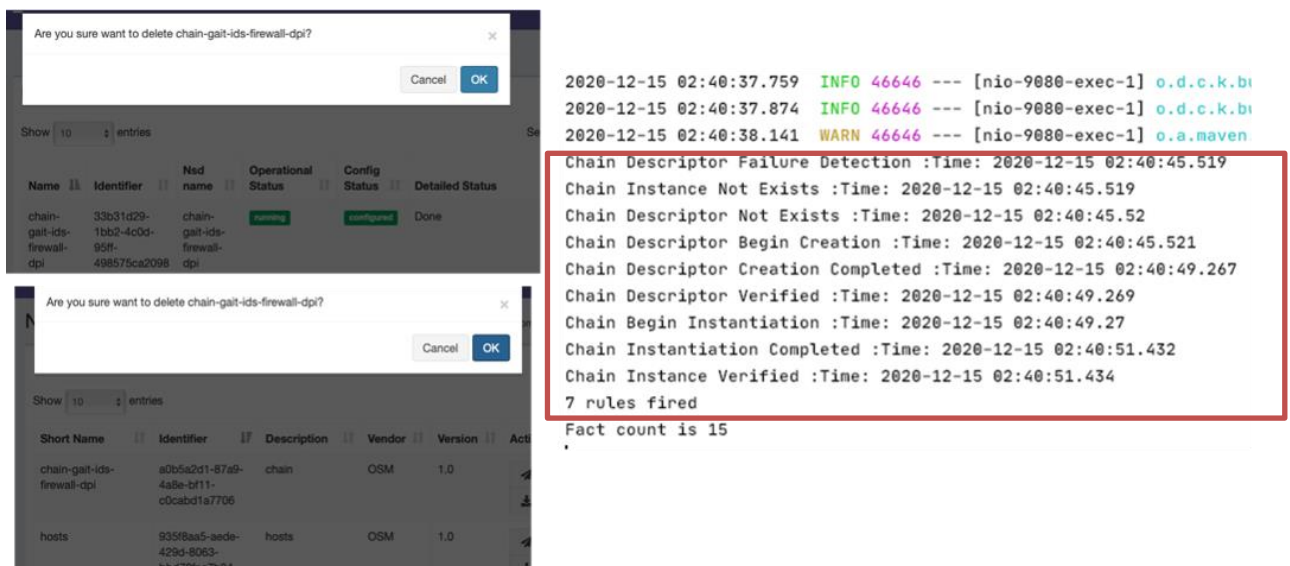 Are you sure want to delete chain-gait-ids-firewall-dpi? ×
Cancel OK
Show 10 entries Se
Name Identifier Nsd name Operational Status Config Status Detailed Status
chain-gait-ids-firewall-dpi 33b31d29-1bb2-4c0d-95ff-498575ca2098 chain-gait-ids-firewall-dpi running configured Done
Are you sure want to delete chain-gait-ids-firewall-dpi? ×
Cancel OK
Show 10 entries
Short Name Identifier Description Vendor Version Acti
chain-gait-ids-firewall-dpi a0b5a2d1-87a9-4a8e-bf11-c0cabd1a7706 chain OSM 1.0
hosts 935f8aa5-aede-429d-8063- hosts OSM 1.0
2020-12-15 02:40:37.759 INFO 46646 --- [nio-9080-exec-1] o.d.c.k.bu
2020-12-15 02:40:37.874 INFO 46646 --- [nio-9080-exec-1] o.d.c.k.bu
2020-12-15 02:40:38.141 WARN 46646 --- [nio-9080-exec-1] o.a.maven
Chain Descriptor Failure Detection :Time: 2020-12-15 02:40:45.519
Chain Instance Not Exists :Time: 2020-12-15 02:40:45.519
Chain Descriptor Not Exists :Time: 2020-12-15 02:40:45.52
Chain Descriptor Begin Creation :Time: 2020-12-15 02:40:45.521
Chain Descriptor Creation Completed :Time: 2020-12-15 02:40:49.267
Chain Descriptor Verified :Time: 2020-12-15 02:40:49.269
Chain Begin Instantiation :Time: 2020-12-15 02:40:49.27
Chain Instantiation Completed :Time: 2020-12-15 02:40:51.432
Chain Instance Verified :Time: 2020-12-15 02:40:51.434
7 rules fired
Fact count is 15